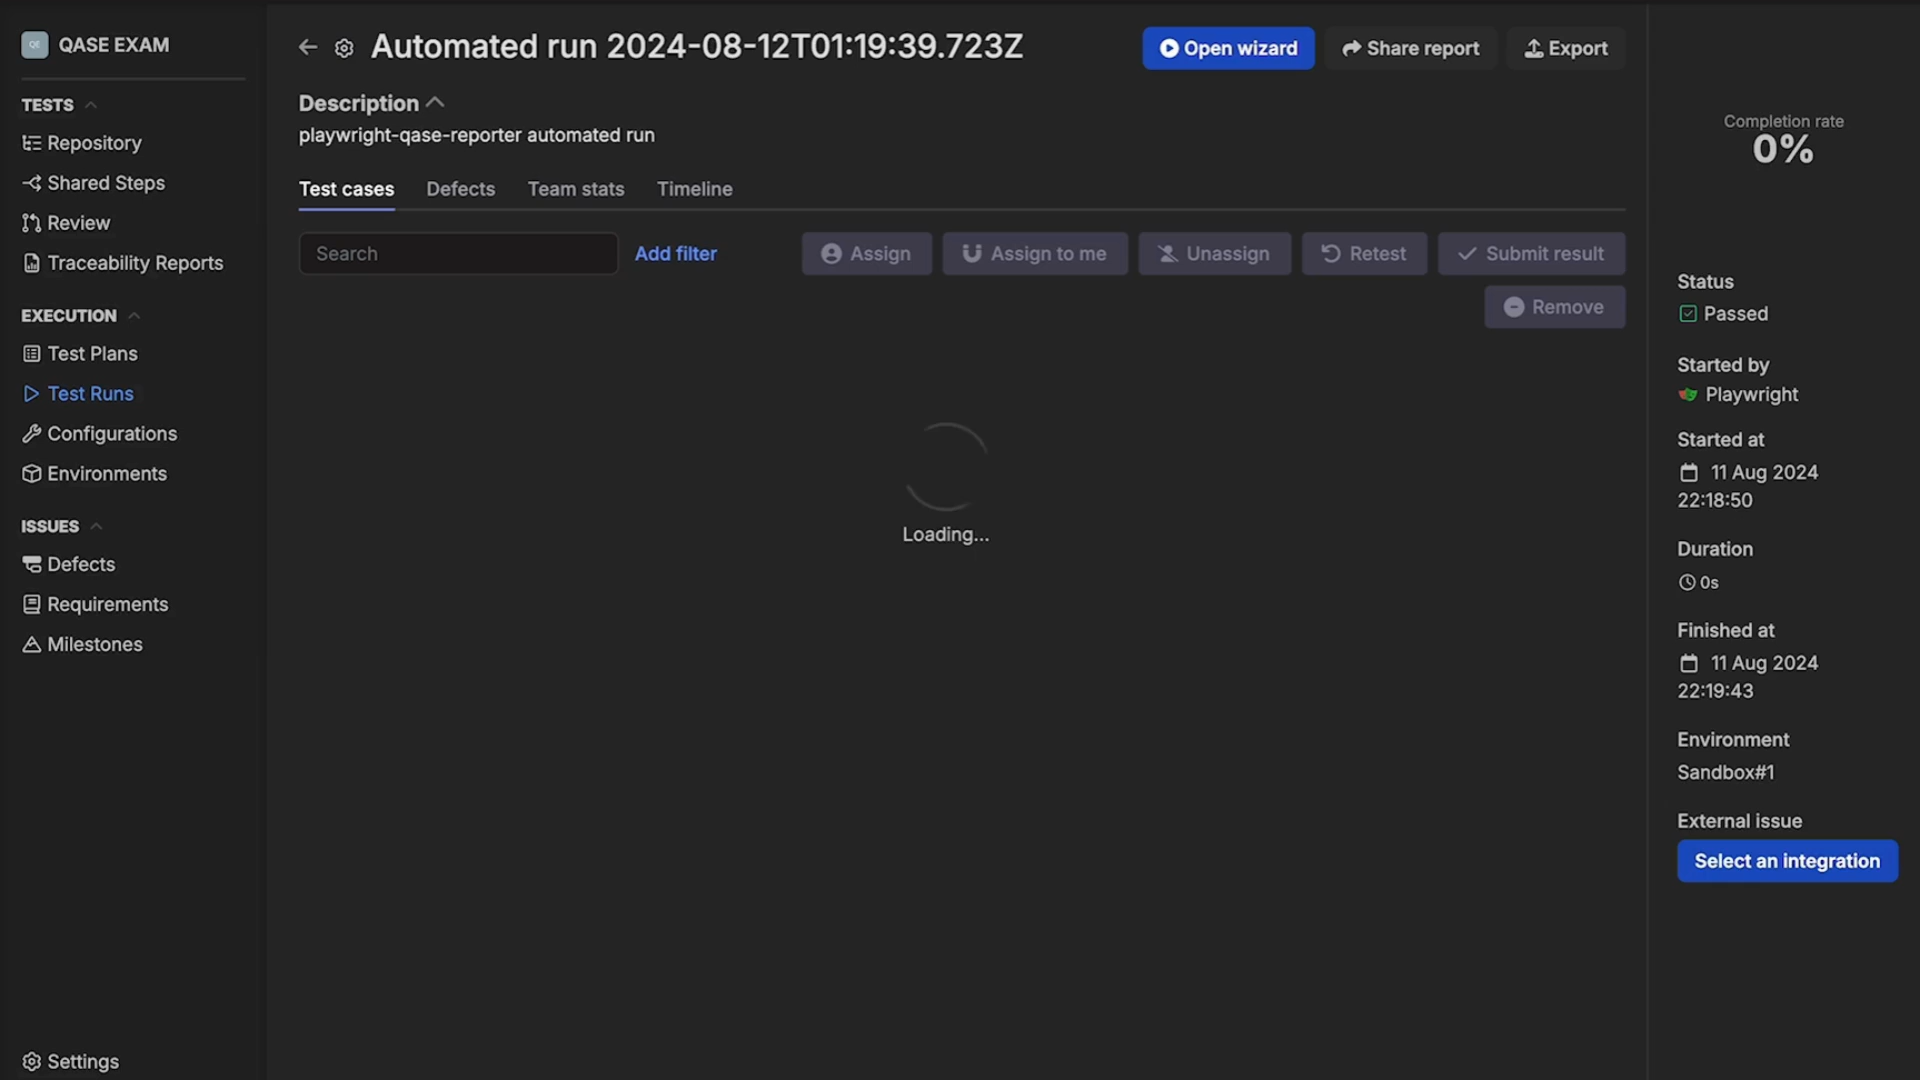 QE QASE EXAM
TESTS
Repository
Shared Steps
Review
Traceability Reports
EXECUTION
Test Plans
Test Runs
Configurations
Environments
ISSUES
Defects
Requirements
Milestones
Settings
Automated run 2024-08-12T01:19:39.723Z
Open wizard
Share report
Export
Description
playwright-qase-reporter automated run
Test cases Defects Team stats Timeline
Search
Add filter
Assign
Assign to me
Unassign
Retest
Submit result
Remove
Loading...
Completion rate
0%
Status
Passed
Started by
Playwright
Started at
11 Aug 2024
22:18:50
Duration
0s
Finished at
11 Aug 2024
22:19:43
Environment
Sandbox#1
External issue
Select an integration